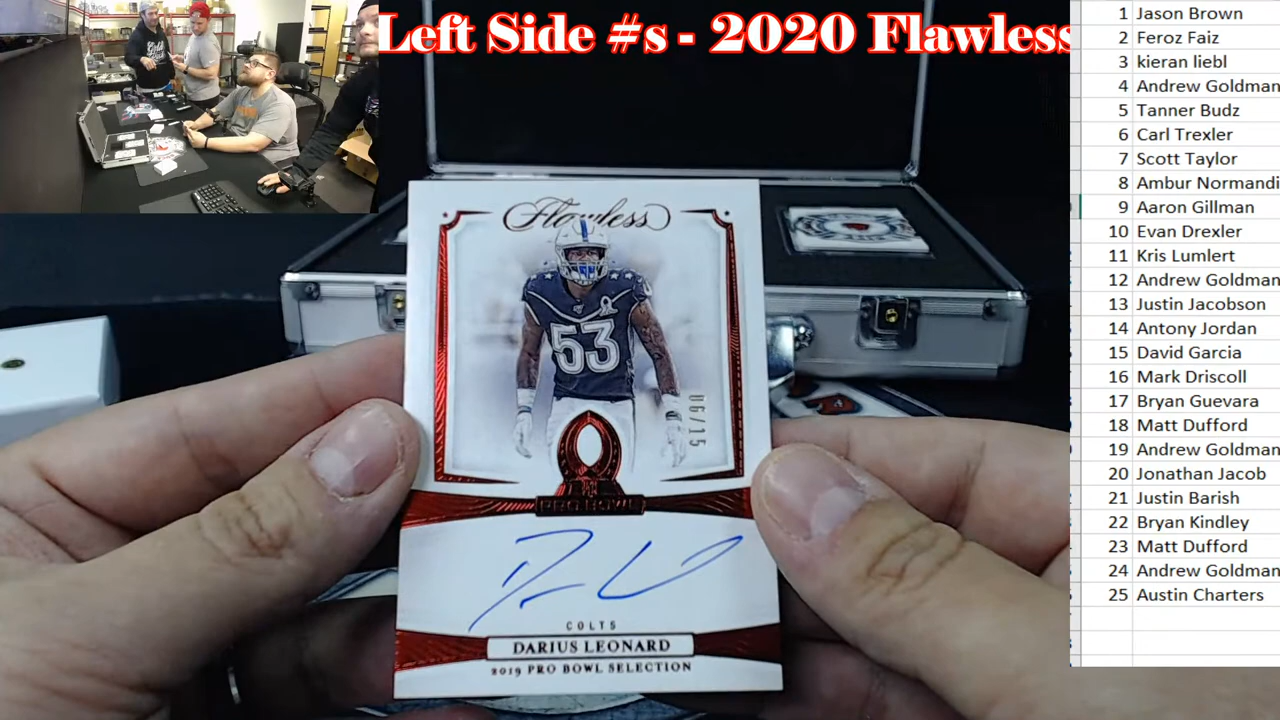 Left Side #s - 2020 Flawless
Flawless
53
06/15
PRO BOWL
COLTS
DARIUS LEONARD
2019 PRO BOWL SELECTION
1 Jason Brown
2 Feroz Faiz
3 kieran liebl
4 Andrew Goldman
5 Tanner Budz
6 Carl Trexler
7 Scott Taylor
8 Ambur Normandi
9 Aaron Gillman
10 Evan Drexler
11 Kris Lumlert
12 Andrew Goldman
13 Justin Jacobson
14 Antony Jordan
15 David Garcia
16 Mark Driscoll
17 Bryan Guevara
18 Matt Dufford
19 Andrew Goldman
20 Jonathan Jacob
21 Justin Barish
22 Bryan Kindley
23 Matt Dufford
24 Andrew Goldman
25 Austin Charters